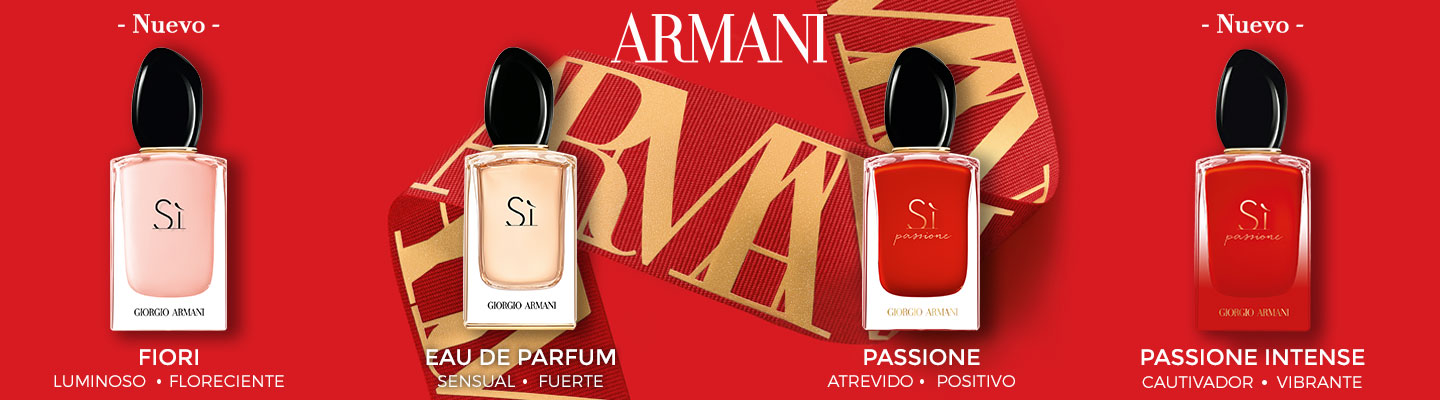 ARMANI
- Nuevo -
Sì
GIORGIO ARMANI
FIORI
LUMINOSO • FLORECIENTE
Sì
GIORGIO ARMANI
EAU DE PARFUM
SENSUAL • FUERTE
Sì
passione
GIORGIO ARMANI
PASSIONE
ATREVIDO • POSITIVO
- Nuevo -
Sì
passione
GIORGIO ARMANI
PASSIONE INTENSE
CAUTIVADOR • VIBRANTE